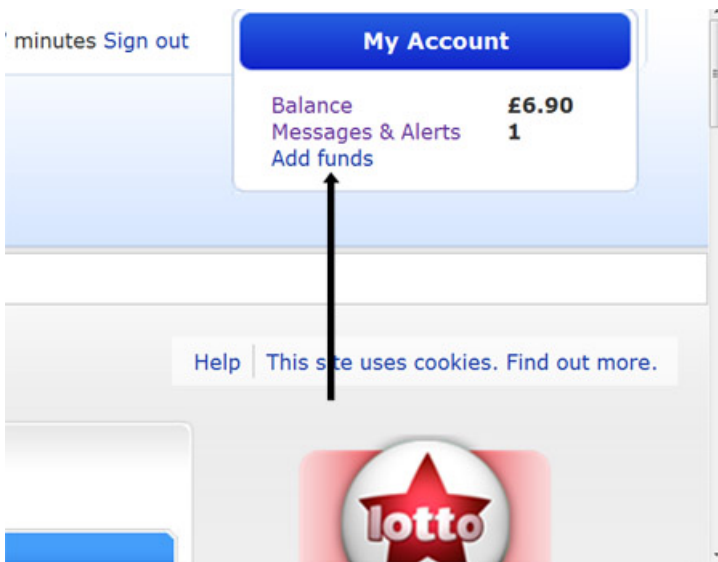 minutes Sign out
My Account
Balance £6.90
Messages & Alerts 1
Add funds
Help
This site uses cookies. Find out more.
lotto